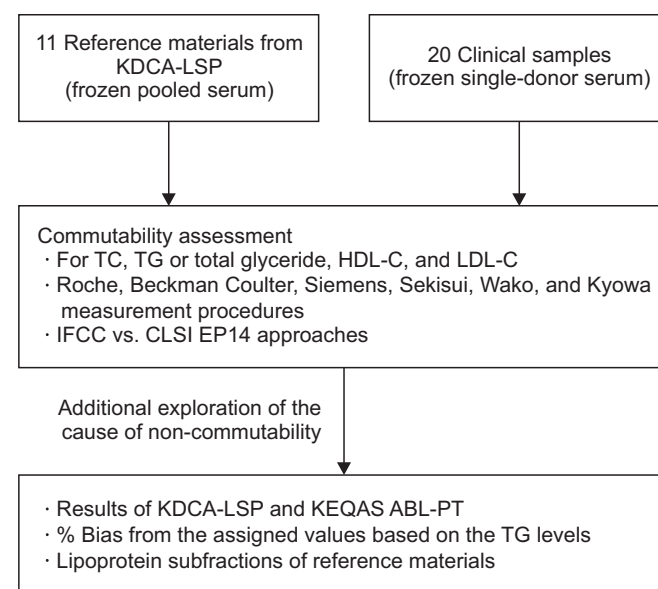 11 Reference materials from
KDCA-LSP
(frozen pooled serum)
20 Clinical samples
(frozen single-donor serum)
Commutability assessment
· For TC, TG or total glyceride, HDL-C, and LDL-C
· Roche, Beckman Coulter, Siemens, Sekisui, Wako, and Kyowa
measurement procedures
· IFCC vs. CLSI EP14 approaches
Additional exploration of the
cause of non-commutability
· Results of KDCA-LSP and KEQAS ABL-PT
· % Bias from the assigned values based on the TG levels
· Lipoprotein subfractions of reference materials